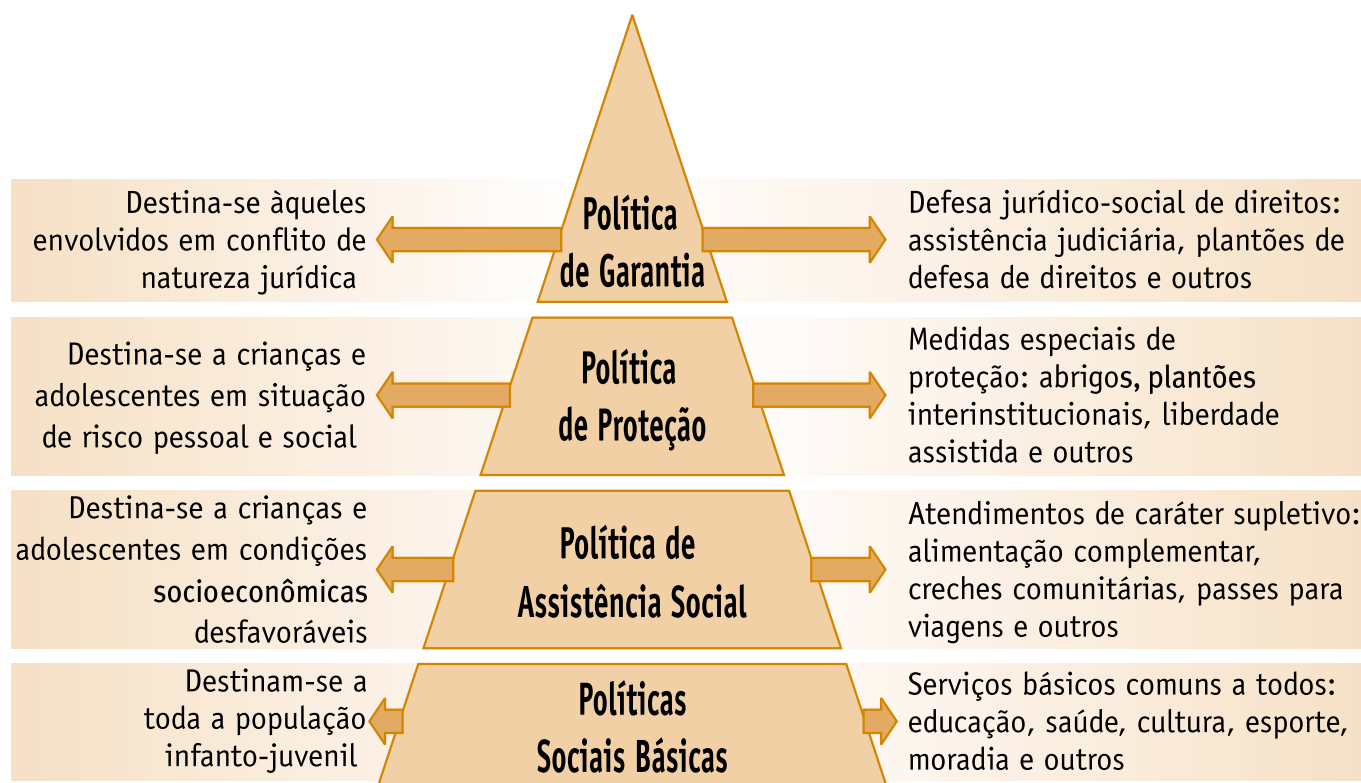 Destina-se àqueles
envolvidos em conflito de
natureza jurídica
Política
de Garantia
Defesa jurídico-social de direitos:
assistência judiciária, plantões de
defesa de direitos e outros
Destina-se a crianças e
adolescentes em situação
de risco pessoal e social
Política
de Proteção
Medidas especiais de
proteção: abrigos, plantões
interinstitucionais, liberdade
assistida e outros
Destina-se a crianças e
adolescentes em condições
socioeconômicas
desfavoráveis
Política de
Assistência Social
Atendimentos de caráter supletivo:
alimentação complementar,
creches comunitárias, passes para
viagens e outros
Destinam-se a
toda a população
infanto-juvenil
Políticas
Sociais Básicas
Serviços básicos comuns a todos:
educação, saúde, cultura, esporte,
moradia e outros